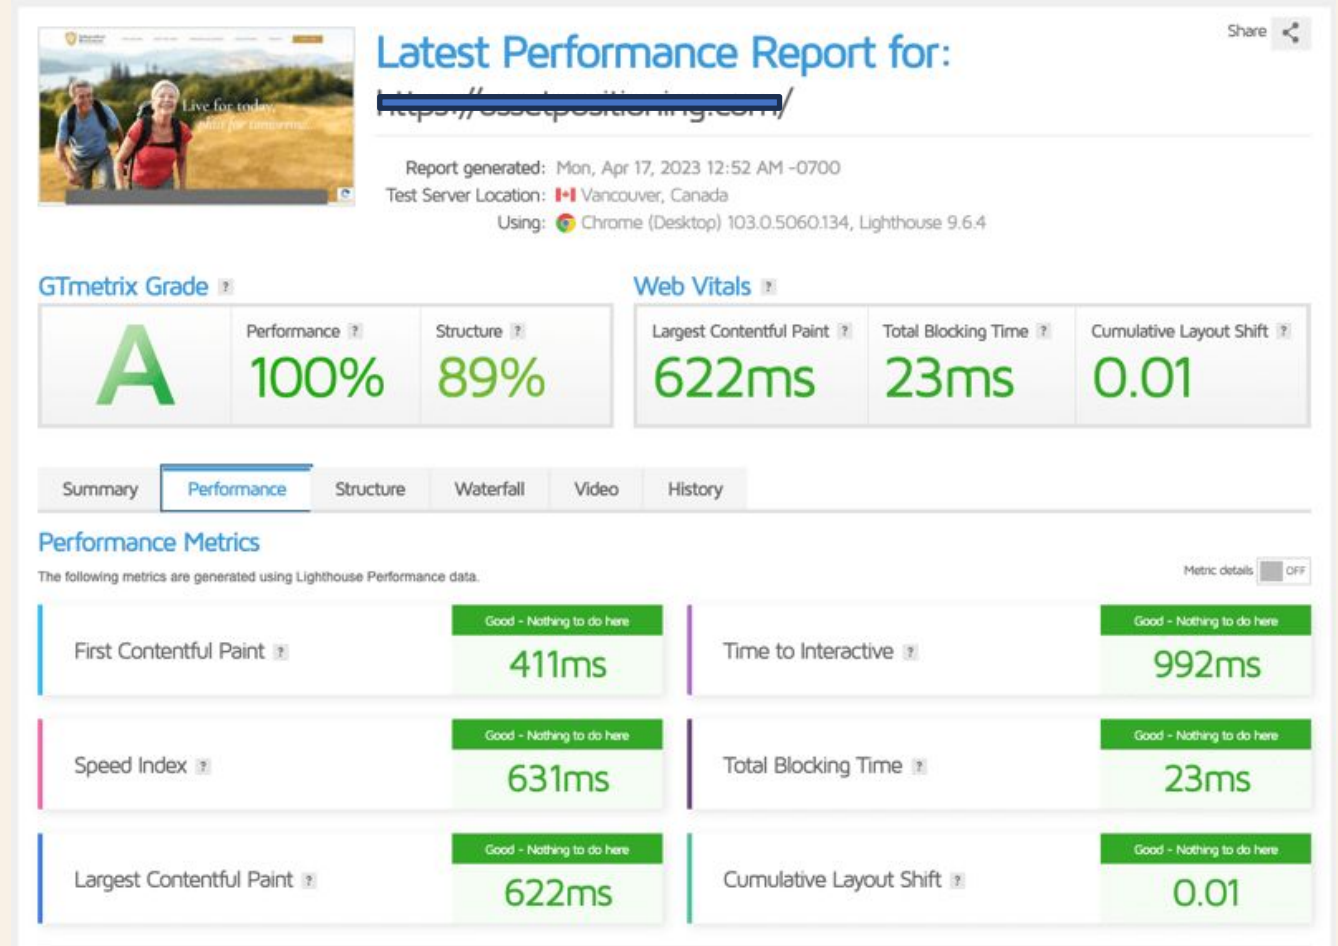 Share
Latest Performance Report for:
Live for today,
plan for tomorrow.
Report generated: Mon, Apr 17, 2023 12:52 AM -0700
Test Server Location: Vancouver, Canada
Using: Chrome (Desktop) 103.0.5060.134, Lighthouse 9.6.4
GTmetrix Grade ?
Web Vitals ?
A
Performance ?
Structure ?
Largest Contentful Paint ?
Total Blocking Time ?
Cumulative Layout Shift ?
100%
89%
622ms
23ms
0.01
Summary
Performance
Structure
Waterfall
Video
History
Performance Metrics
The following metrics are generated using Lighthouse Performance data.
Metric details OFF
First Contentful Paint ?
Good - Nothing to do here
411ms
Time to Interactive ?
Good - Nothing to do here
992ms
Speed Index ?
Good - Nothing to do here
631ms
Total Blocking Time ?
Good - Nothing to do here
23ms
Largest Contentful Paint ?
Good - Nothing to do here
622ms
Cumulative Layout Shift ?
Good - Nothing to do here
0.01